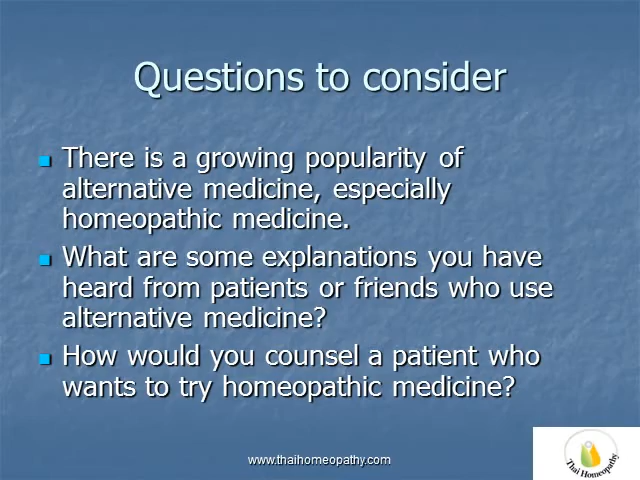 Questions to consider
There is a growing popularity of
alternative medicine, especially
homeopathic medicine.
What are some explanations you have
heard from patients or friends who use
alternative medicine?
How would you counsel a patient who
wants to try homeopathic medicine?
www.thaihomeopathy.com
Thai Homeopathy